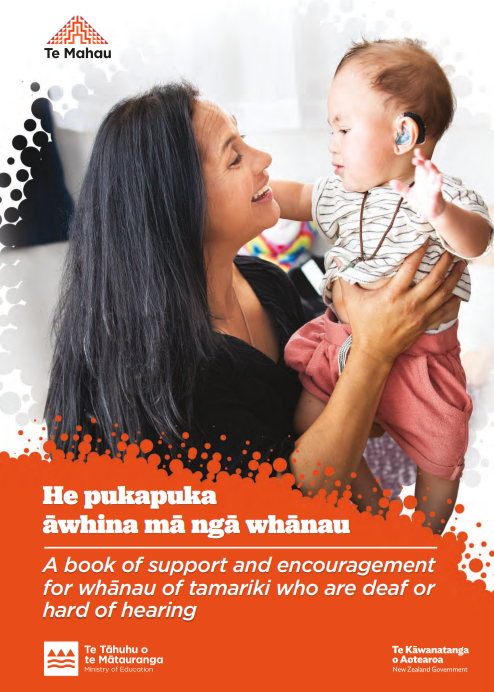 Te Mahau
He pukapuka
āwhina mā ngā whānau
A book of support and encouragement
for whānau of tamariki who are deaf or
hard of hearing
Te Tāhuhu o
te Mātauranga
Ministry of Education
Te Kāwanatanga
o Aotearoa
New Zealand Government